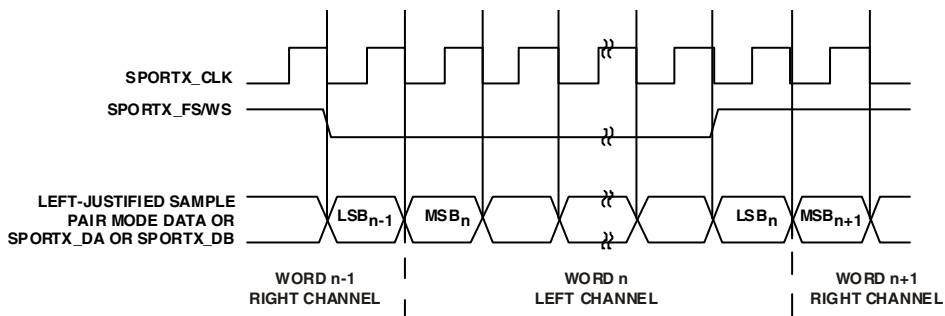 SPORTX_CLK
SPORTX_FS/WS
LEFT-JUSTIFIED SAMPLE
PAIR MODE DATA OR
SPORTX_DA OR SPORTX_DB
LSBn-1
MSBn
LSBn
MSBn+1
WORD n-1
RIGHT CHANNEL
WORD n
LEFT CHANNEL
WORD n+1
RIGHT CHANNEL